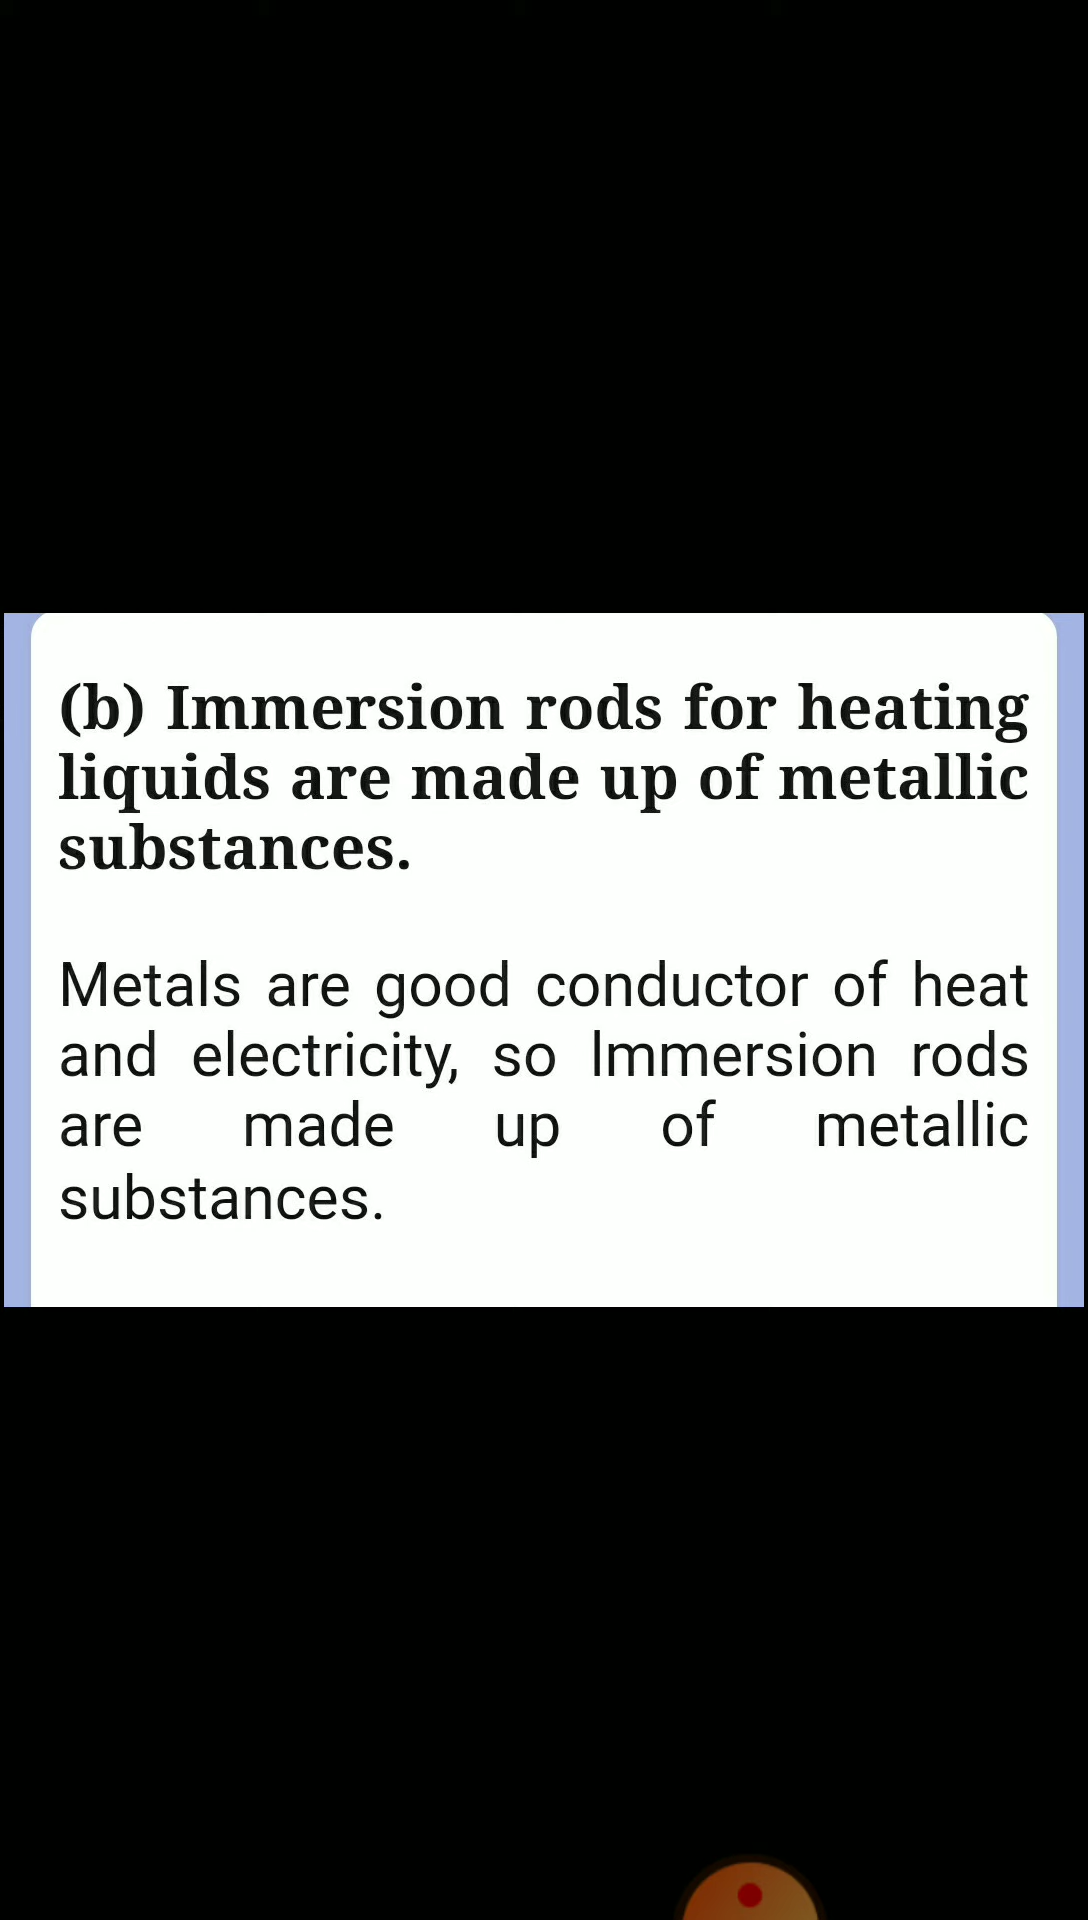 (b) Immersion rods for heating
liquids are made up of metallic
substances.
Metals are good conductor of heat
and electricity, so Immersion rods
are made up of metallic
substances.